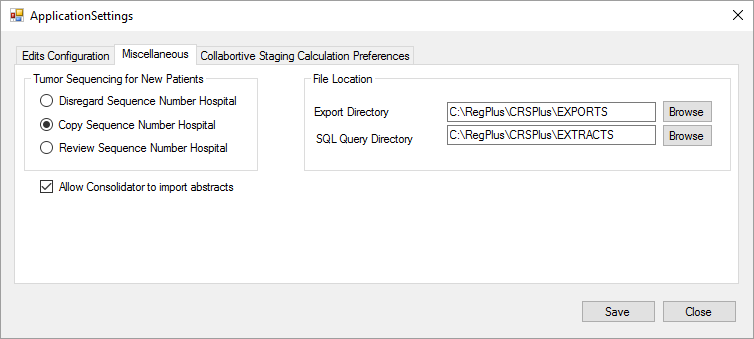 ApplicationSettings
Edits Configuration Miscellaneous Collabortive Staging Calculation Preferences
Tumor Sequencing for New Patients
Disregard Sequence Number Hospital
Copy Sequence Number Hospital
Review Sequence Number Hospital
Allow Consolidator to import abstracts
File Location
Export Directory C:\RegPlus\CRSPlus\EXPORTS Browse
SQL Query Directory C:\RegPlus\CRSPlus\EXTRACTS Browse
Save Close